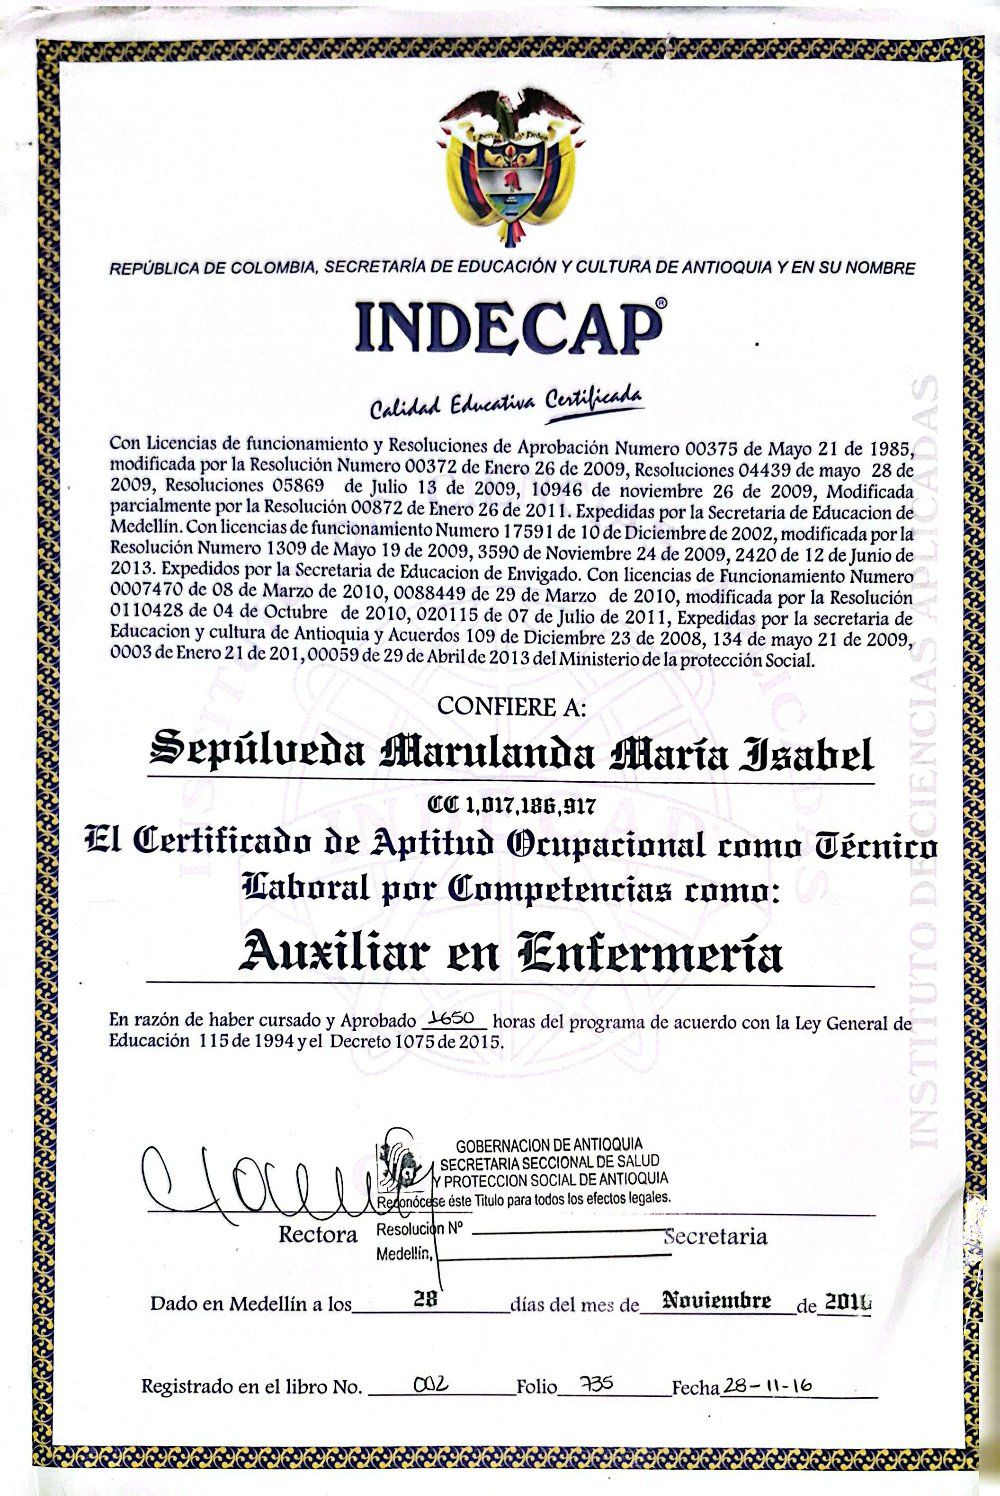 Libertad y Orden
REPÚBLICA DE COLOMBIA, SECRETARÍA DE EDUCACIÓN Y CULTURA DE ANTIOQUIA Y EN SU NOMBRE
INDECAP®
Calidad Educativa Certificada
Con Licencias de funcionamiento y Resoluciones de Aprobación Numero 00375 de Mayo 21 de 1985,
modificada por la Resolución Numero 00372 de Enero 26 de 2009, Resoluciones 04439 de mayo 28 de
2009, Resoluciones 05869 de Julio 13 de 2009, 10946 de noviembre 26 de 2009, Modificada
parcialmente por la Resolución 00872 de Enero 26 de 2011. Expedidas por la Secretaria de Educacion de
Medellín. Con licencias de funcionamiento Numero 17591 de 10 de Diciembre de 2002, modificada por la
Resolución Numero 1309 de Mayo 19 de 2009, 3590 de Noviembre 24 de 2009, 2420 de 12 de Junio de
2013. Expedidos por la Secretaria de Educacion de Envigado. Con licencias de Funcionamiento Numero
0007470 de 08 de Marzo de 2010, 0088449 de 29 de Marzo de 2010, modificada por la Resolución
0110428 de 04 de Octubre de 2010, 020115 de 07 de Julio de 2011, Expedidas por la secretaria de
Educacion y cultura de Antioquia y Acuerdos 109 de Diciembre 23 de 2008, 134 de mayo 21 de 2009,
0003 de Enero 21 de 201, 00059 de 29 de Abril de 2013 del Ministerio de la protección Social.
CONFIERE A:
Sepúlveda Marulanda María Isabel
CC 1,017,186,917
El Certificado de Aptitud Ocupacional como Técnico
Laboral por Competencias como:
Auxiliar en Enfermería
En razón de haber cursado y Aprobado 1650 horas del programa de acuerdo con la Ley General de
Educación 115 de 1994 y el Decreto 1075 de 2015.
INSTITUTO DE CIENCIAS APLICADAS
GOBERNACION DE ANTIOQUIA
SECRETARIA SECCIONAL DE SALUD
Y PROTECCION SOCIAL DE ANTIOQUIA
Reconócese éste Titulo para todos los efectos legales.
Rectora Resolución Nº Secretaria
Medellín,
Dado en Medellín a los 28 días del mes de Noviembre de 2016
Registrado en el libro No. 002 Folio 735 Fecha 28-11-16